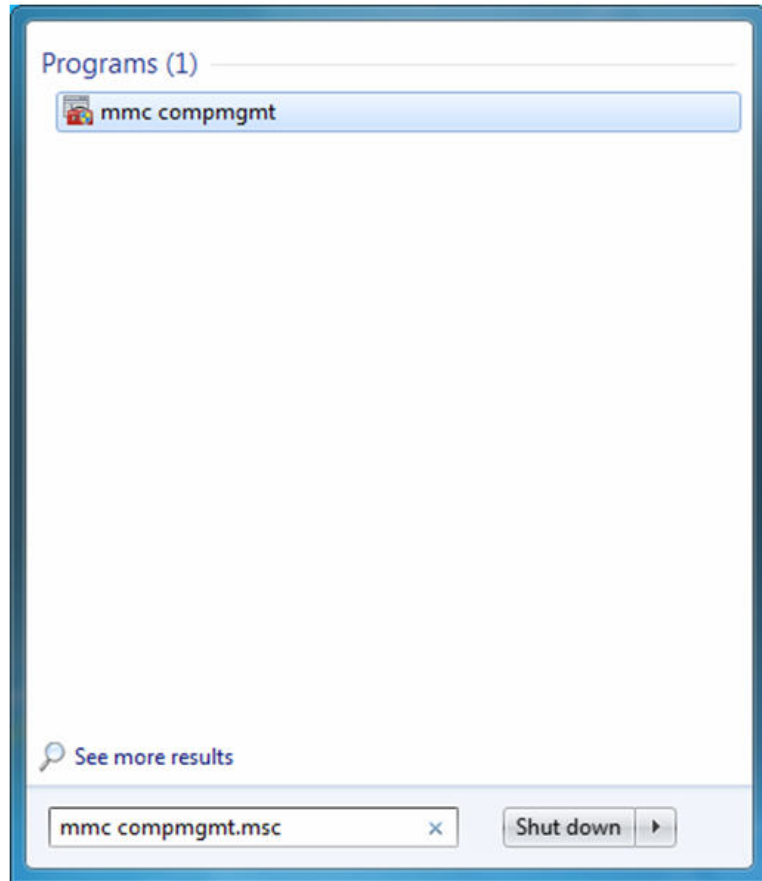 Programs (1)
mmc compmgmt
See more results
mmc compmgmt.msc
Shut down